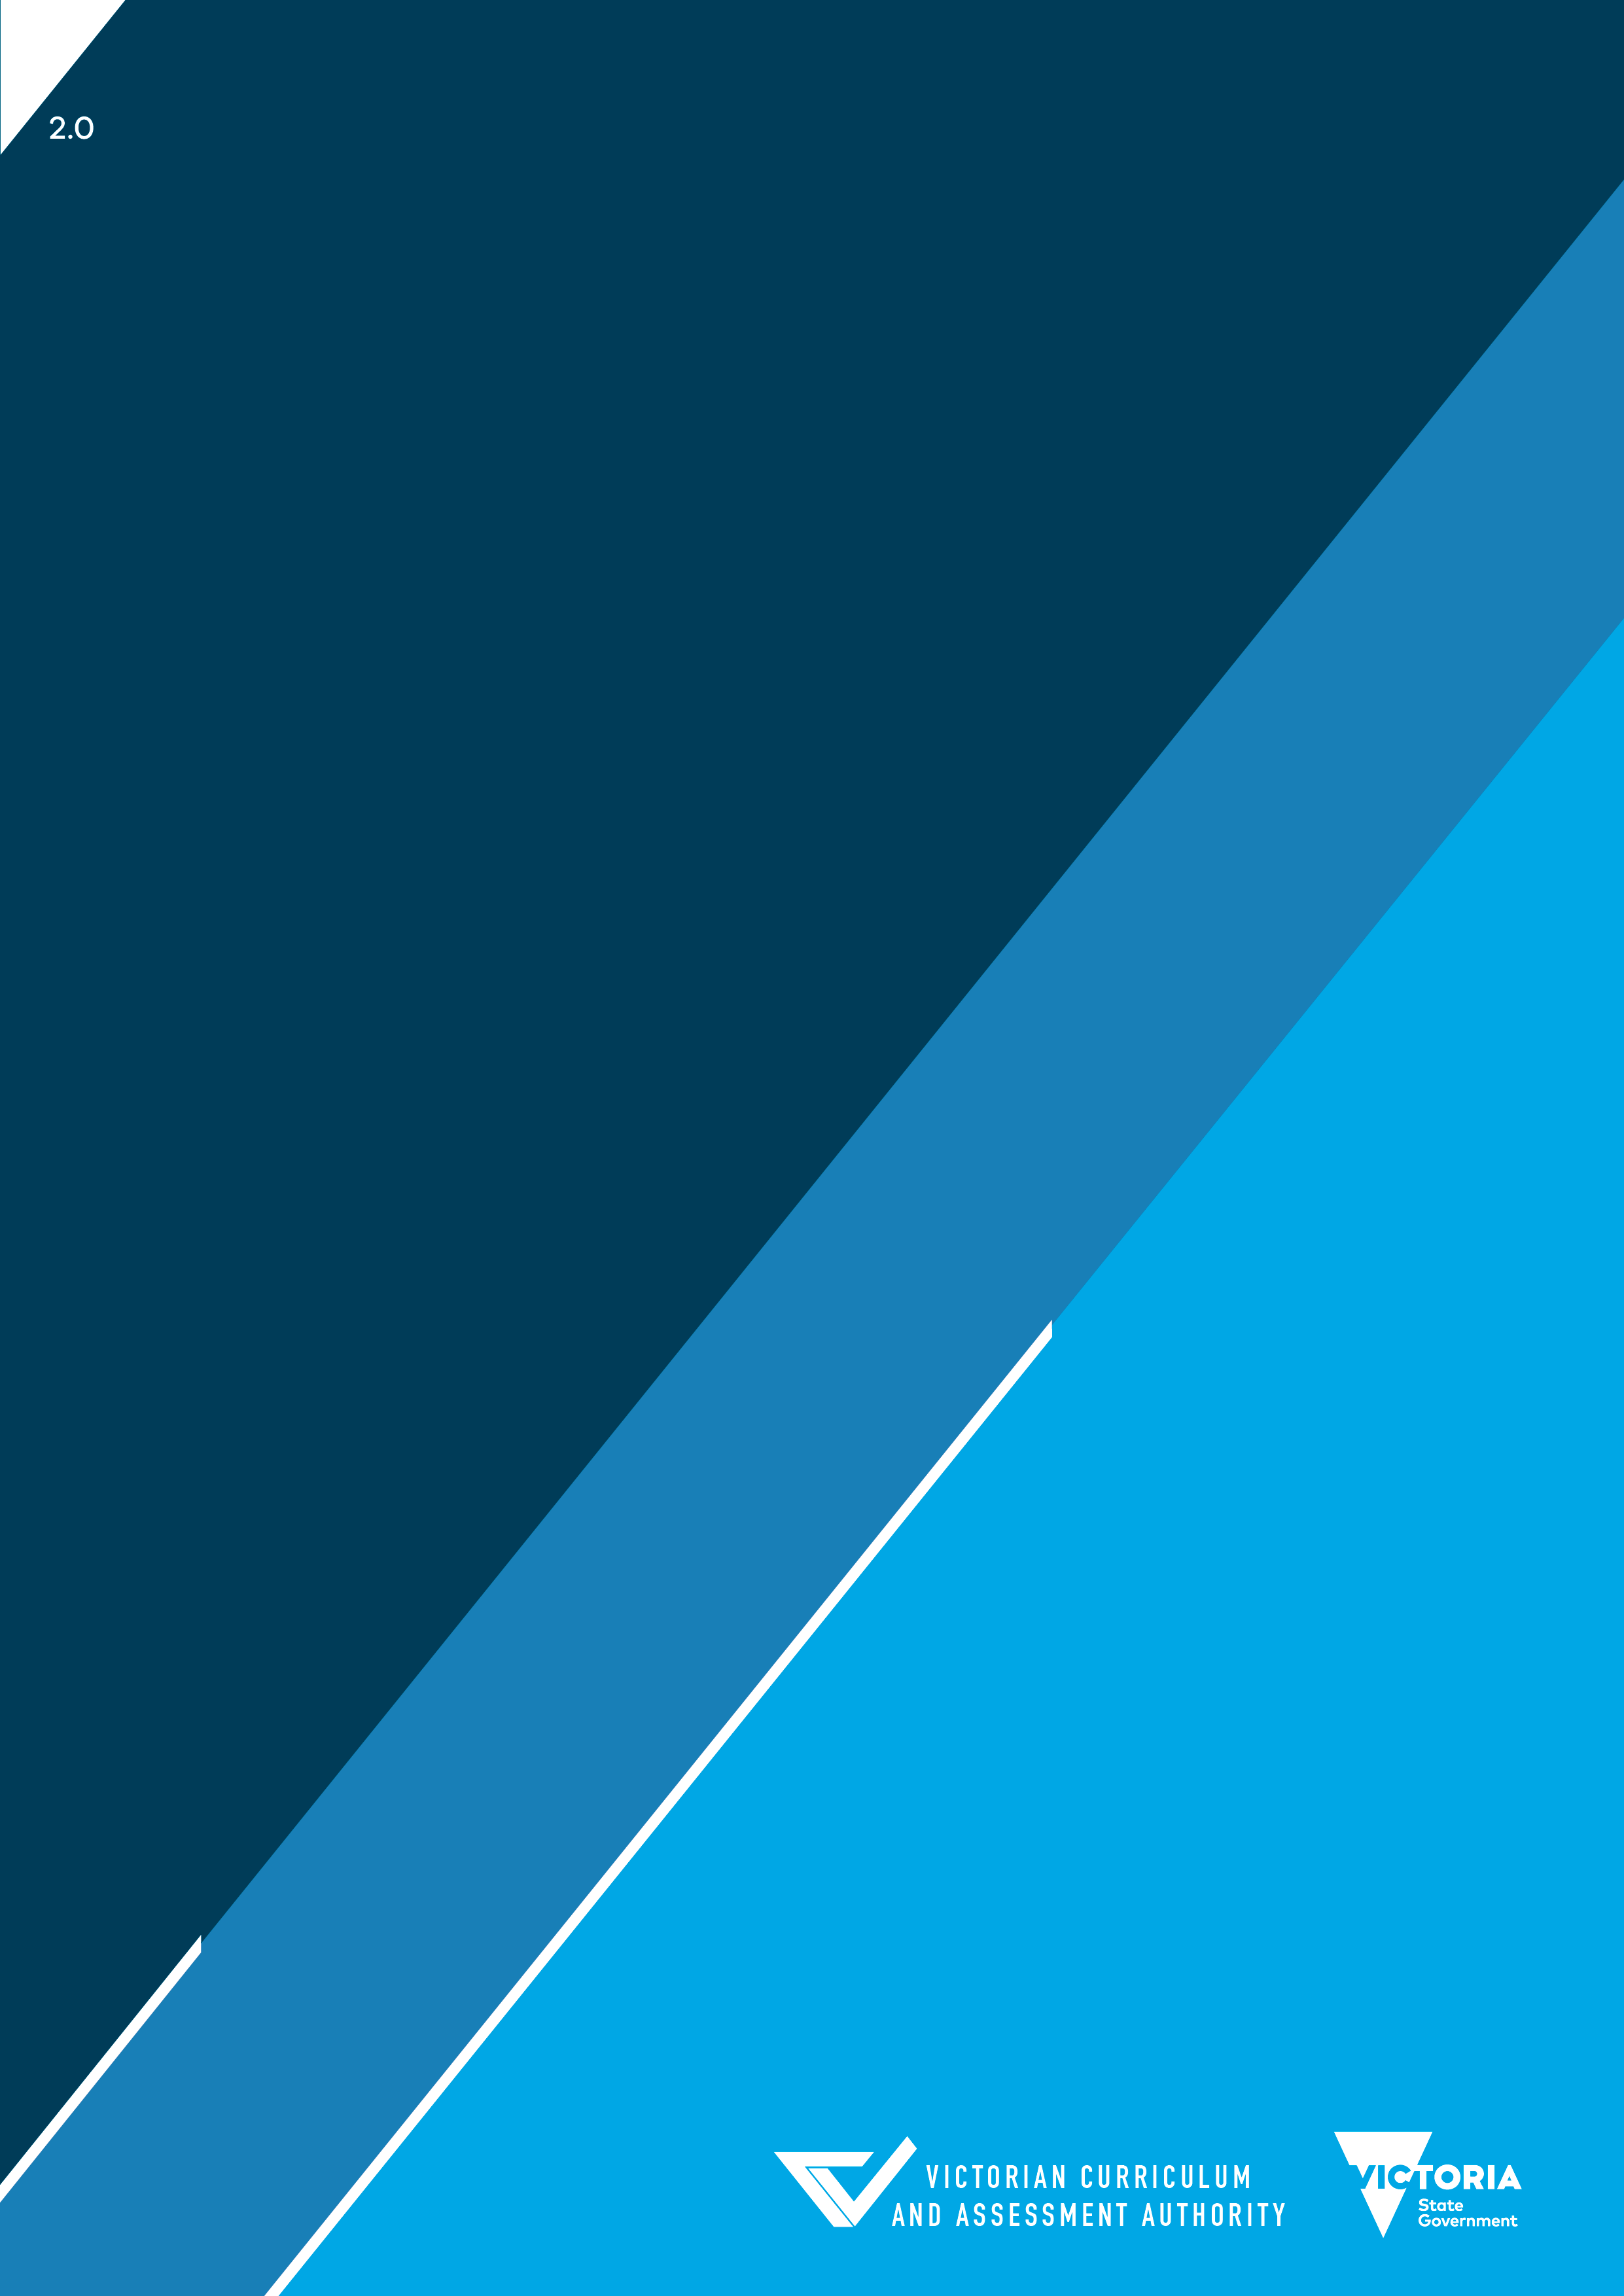 2.0
VICTORIAN CURRICULUM
AND ASSESSMENT AUTHORITY
VICTORIA
State
Government